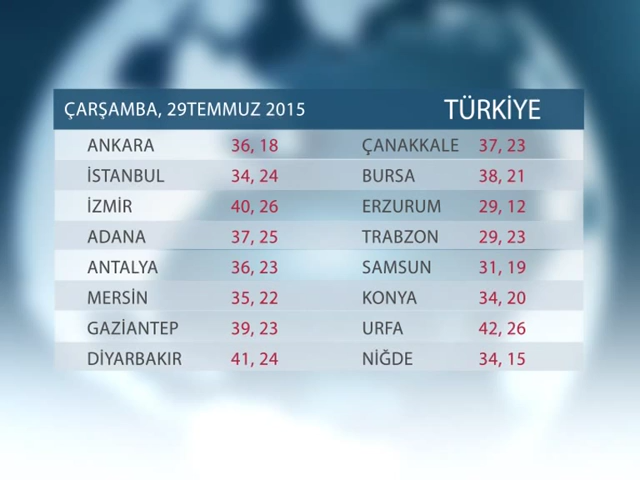 ÇARŞAMBA, 29TEMMUZ 2015 TÜRKİYE
ANKARA 36, 18 ÇANAKKALE 37, 23
İSTANBUL 34, 24 BURSA 38, 21
İZMİR 40, 26 ERZURUM 29, 12
ADANA 37, 25 TRABZON 29, 23
ANTALYA 36, 23 SAMSUN 31, 19
MERSİN 35, 22 KONYA 34, 20
GAZİANTEP 39, 23 URFA 42, 26
DİYARBAKIR 41, 24 NİĞDE 34, 15